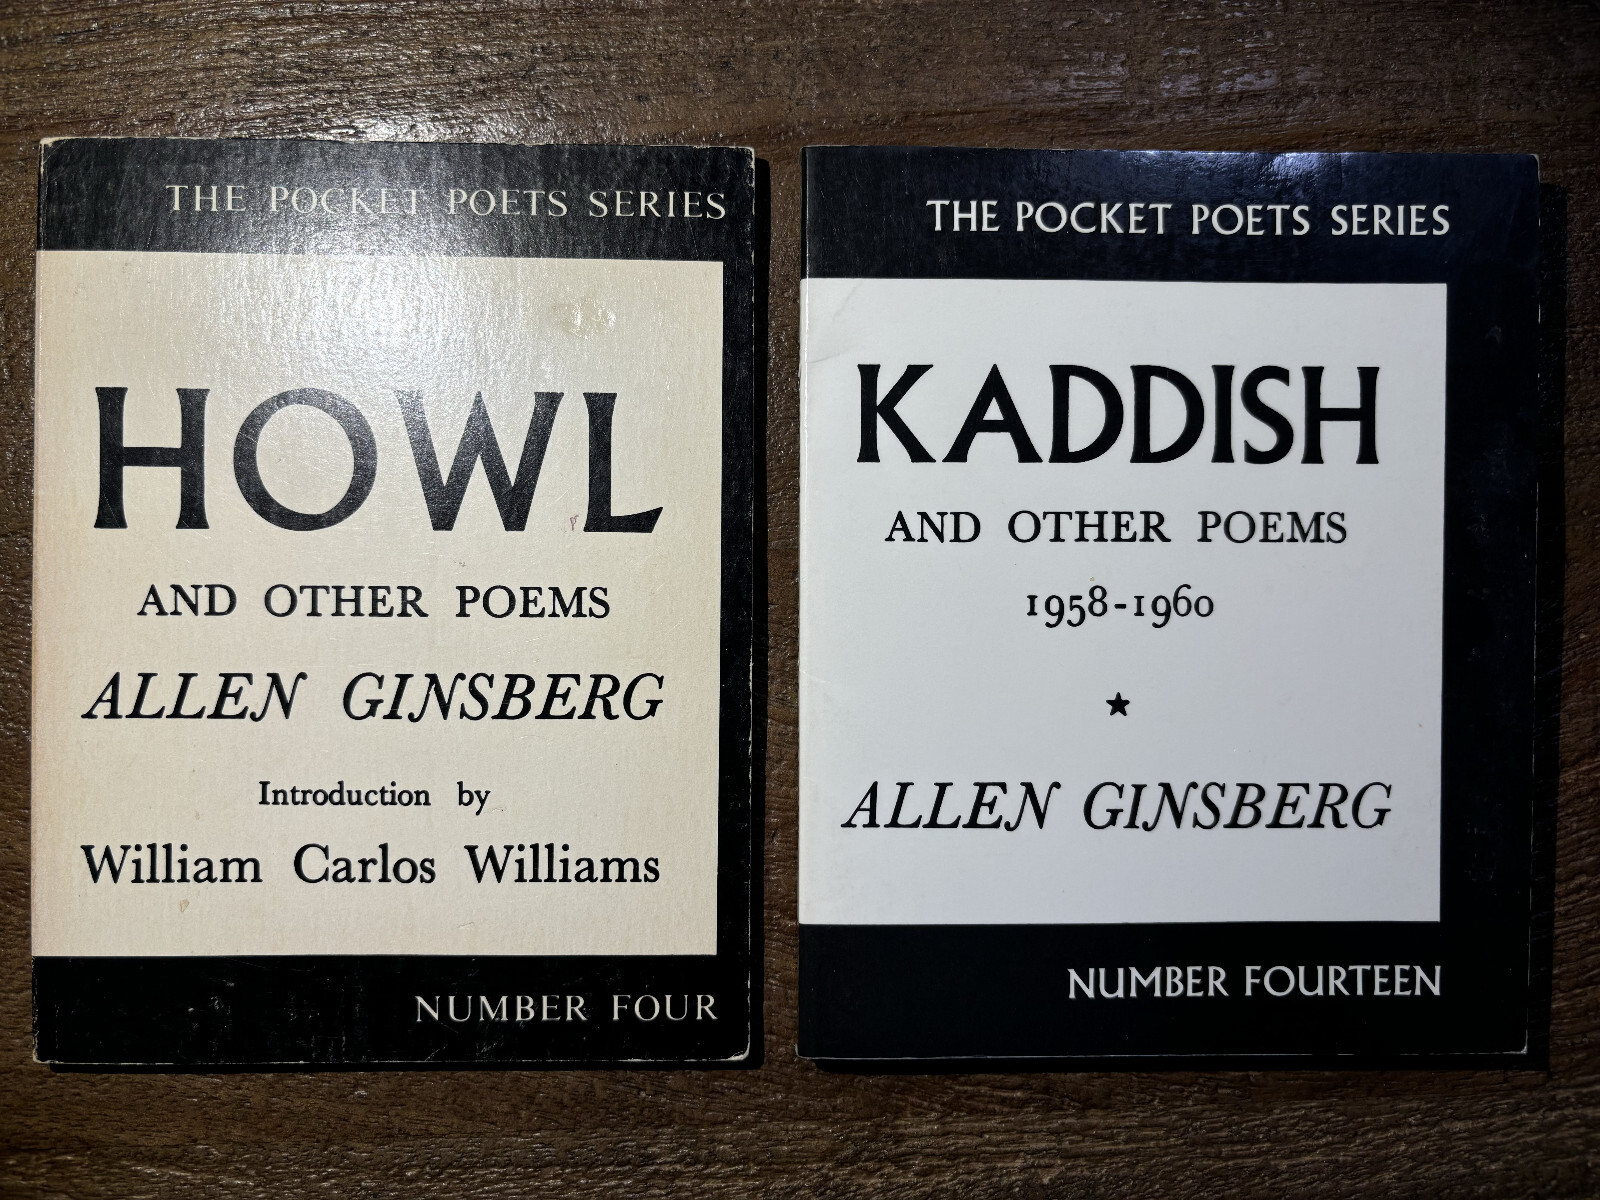 THE POCKET POETS SERIES
HOWL
AND OTHER POEMS
ALLEN GINSBERG
Introduction by
William Carlos Williams
NUMBER FOUR
THE POCKET POETS SERIES
KADDISH
AND OTHER POEMS
1958-1960
★
ALLEN GINSBERG
NUMBER FOURTEEN